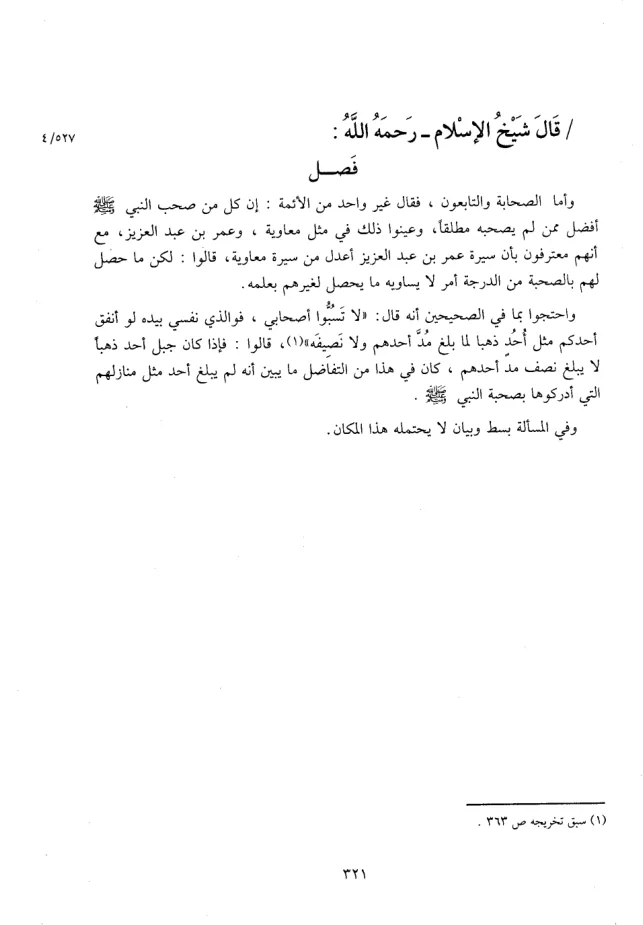 / قَالَ شَيْخُ الإِسْلام ـ رَحمَهُ اللَّهُ : ٤/٥٢٧
فَصــل
وأما الصحابة والتابعون ، فقال غير واحد من الأئمة : إن كل من صحب النبي ﷺ
أفضل ممن لم يصحبه مطلقاً، وعينوا ذلك في مثل معاوية ، وعمر بن عبد العزيز، مع
أنهم معترفون بأن سيرة عمر بن عبد العزيز أعدل من سيرة معاوية، قالوا : لكن ما حصل
لهم بالصحبة من الدرجة أمر لا يساويه ما يحصل لغيرهم بعلمه.
واحتجوا بما في الصحيحين أنه قال: «لا تَسبُّوا أصحابي ، فوالذي نفسي بيده لو أنفق
أحدكم مثل أُحُد ذهبا لما بلغ مُدَّ أحدهم ولا نَصِيفَه»(١)، قالوا : فإذا كان جبل أحد ذهباً
لا يبلغ نصف مدّ أحدهم ، كان في هذا من التفاضل ما يبين أنه لم يبلغ أحد مثل منازلهم
التي أدركوها بصحبة النبي ﷺ .
وفي المسألة بسط وبيان لا يحتمله هذا المكان.
(١) سبق تخريجه ص ٣٦٣ .
٣٢١